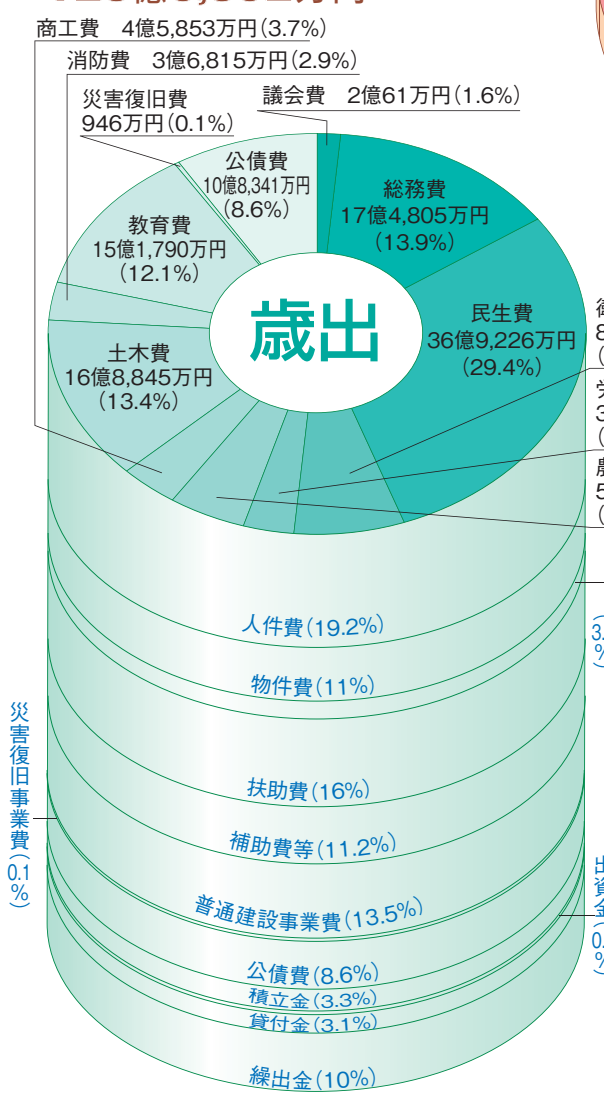 商工費 4億5,853万円(3.7%)
消防費 3億6,815万円(2.9%)
災害復旧費
946万円(0.1%)
議会費 2億61万円(1.6%)
公債費
10億8,341万円
(8.6%)
総務費
17億4,805万円
(13.9%)
教育費
15億1,790万円
(12.1%)
歳出
民生費
36億9,226万円
(29.4%)
土木費
16億8,845万円
(13.4%)
人件費(19.2%)
物件費(11%)
扶助費(16%)
補助費等(11.2%)
災害復旧事業費(0.1%)
普通建設事業費(13.5%)
公債費(8.6%)
積立金(3.3%)
貸付金(3.1%)
繰出金(10%)